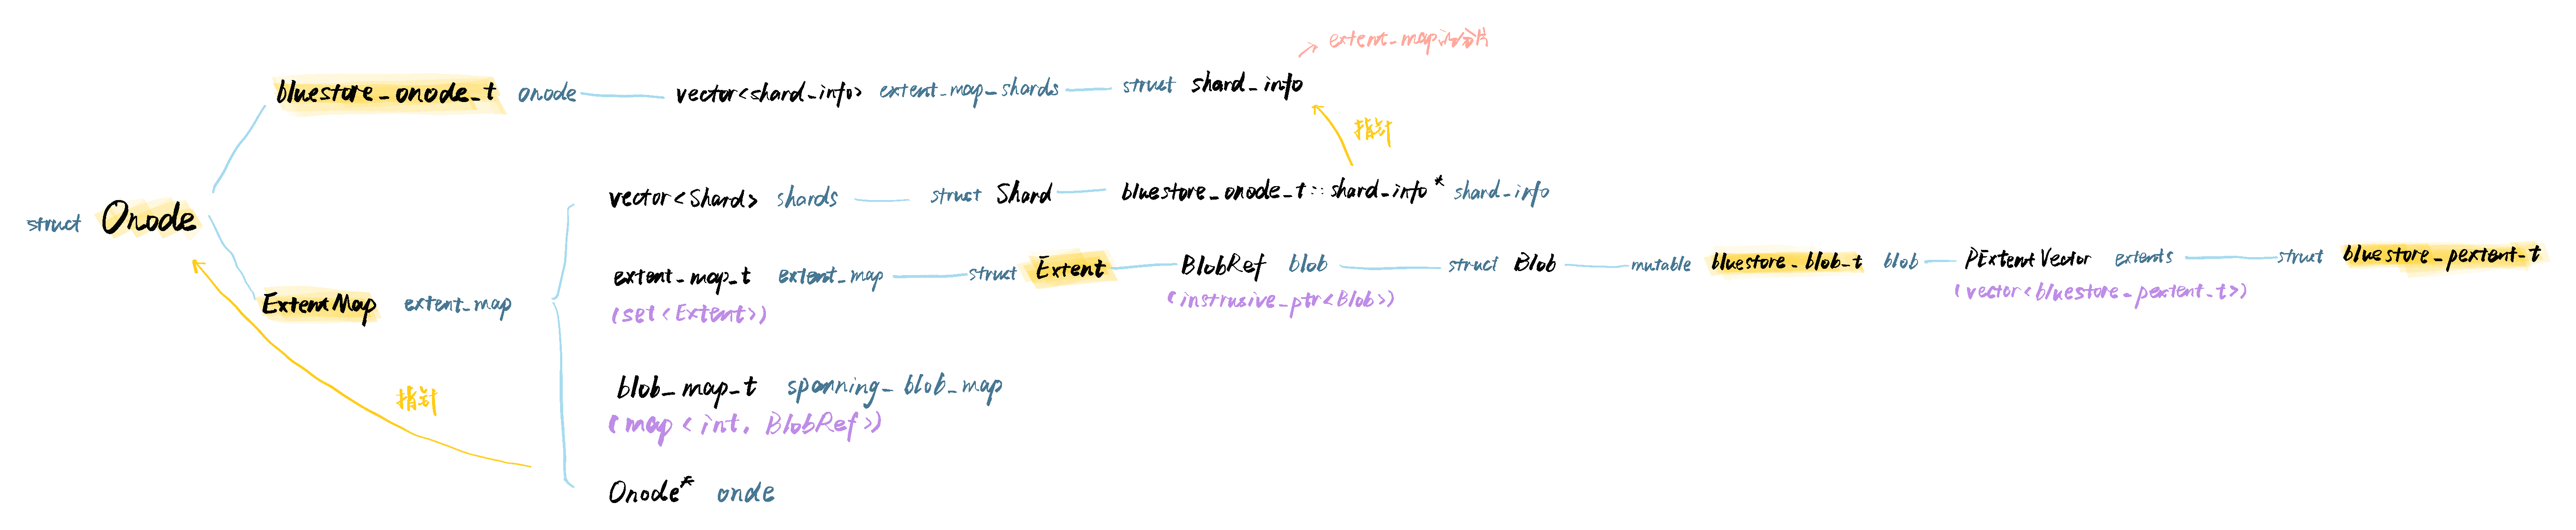 extent_map的分片
bluestore_onode_t onode vector<shard_info> extent_map_shards struct shard_info
指针
vector<Shard> shards struct Shard bluestore_onode_t::shard_info* shard_info
struct Onode
extent_map_t extent_map struct Extent BlobRef blob struct Blob mutable bluestore_blob_t blob PExtentVector extents struct bluestore_pextent_t
(set<Extent>) (instrusive_ptr<Blob>) (vector<bluestore_pextent_t>)
ExtentMap extent_map
blob_map_t spanning_blob_map
指针
(map<int, BlobRef>)
Onode* onde